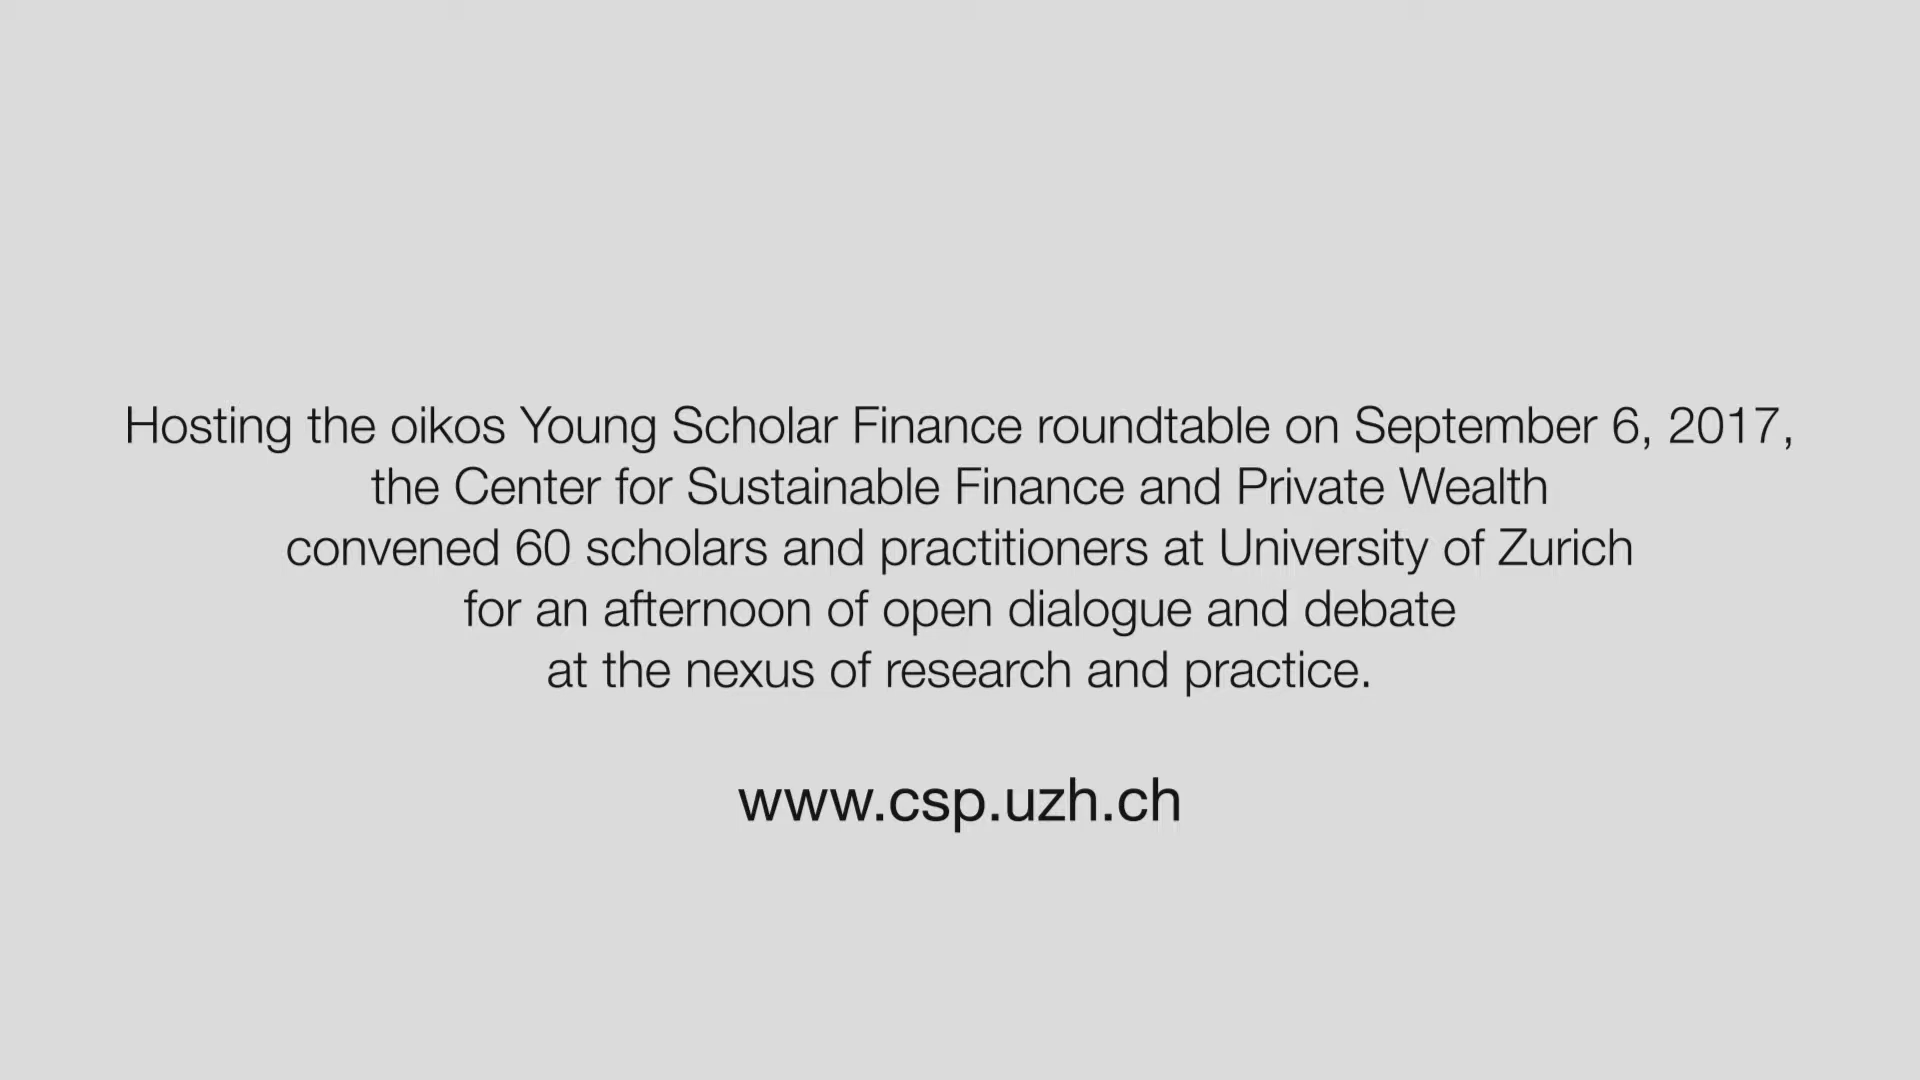 Hosting the oikos Young Scholar Finance roundtable on September 6, 2017,
the Center for Sustainable Finance and Private Wealth
convened 60 scholars and practitioners at University of Zurich
for an afternoon of open dialogue and debate
at the nexus of research and practice.
www.csp.uzh.ch